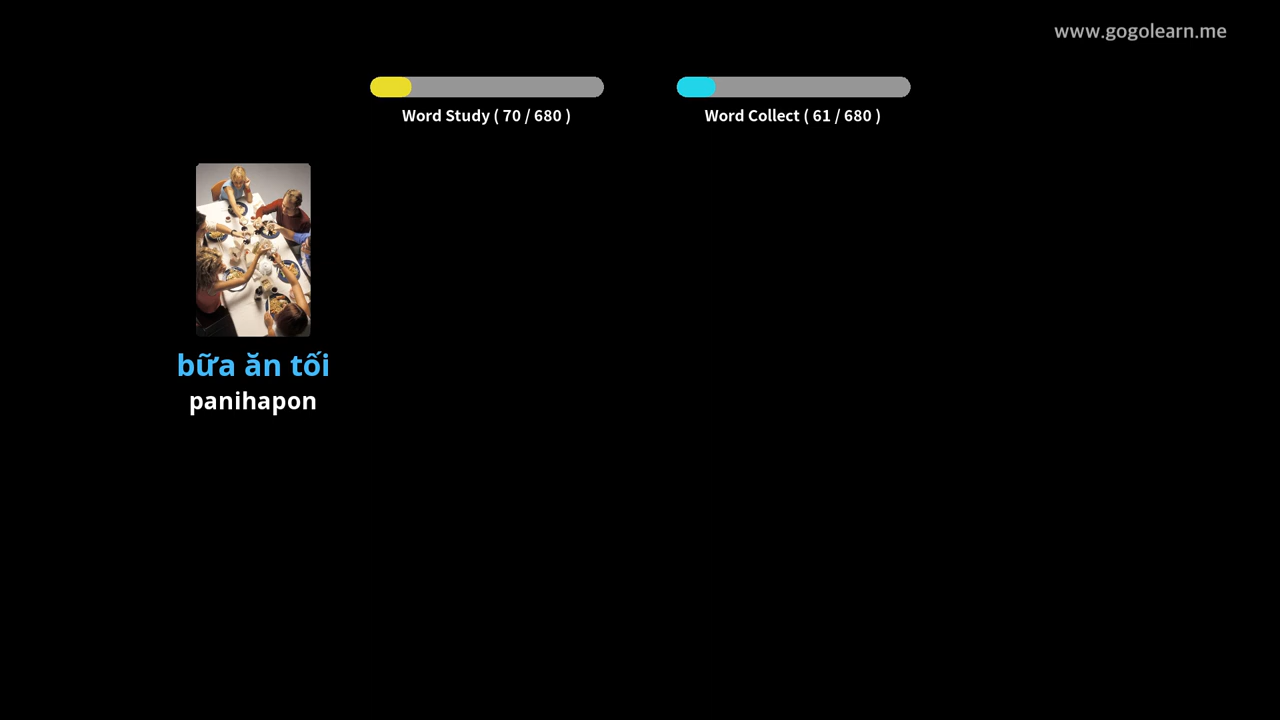 www.gogolearn.me
Word Study ( 70 / 680 )
Word Collect ( 61 / 680 )
bữa ăn tối
panihapon